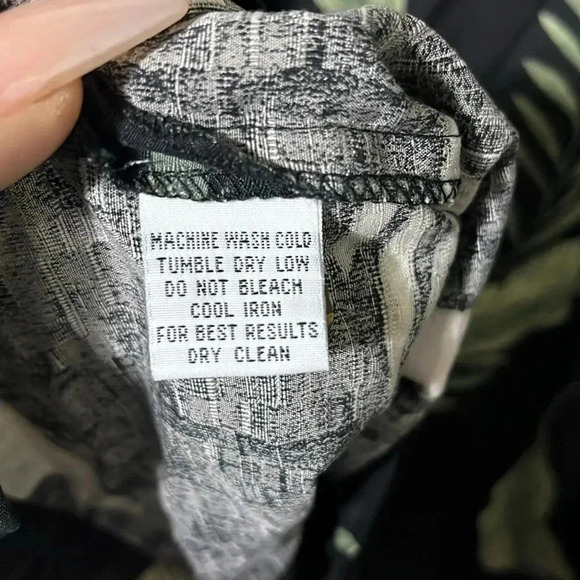 MACHINE WASH COLD
TUMBLE DRY LOW
DO NOT BLEACH
COOL IRON
FOR BEST RESULTS
DRY CLEAN